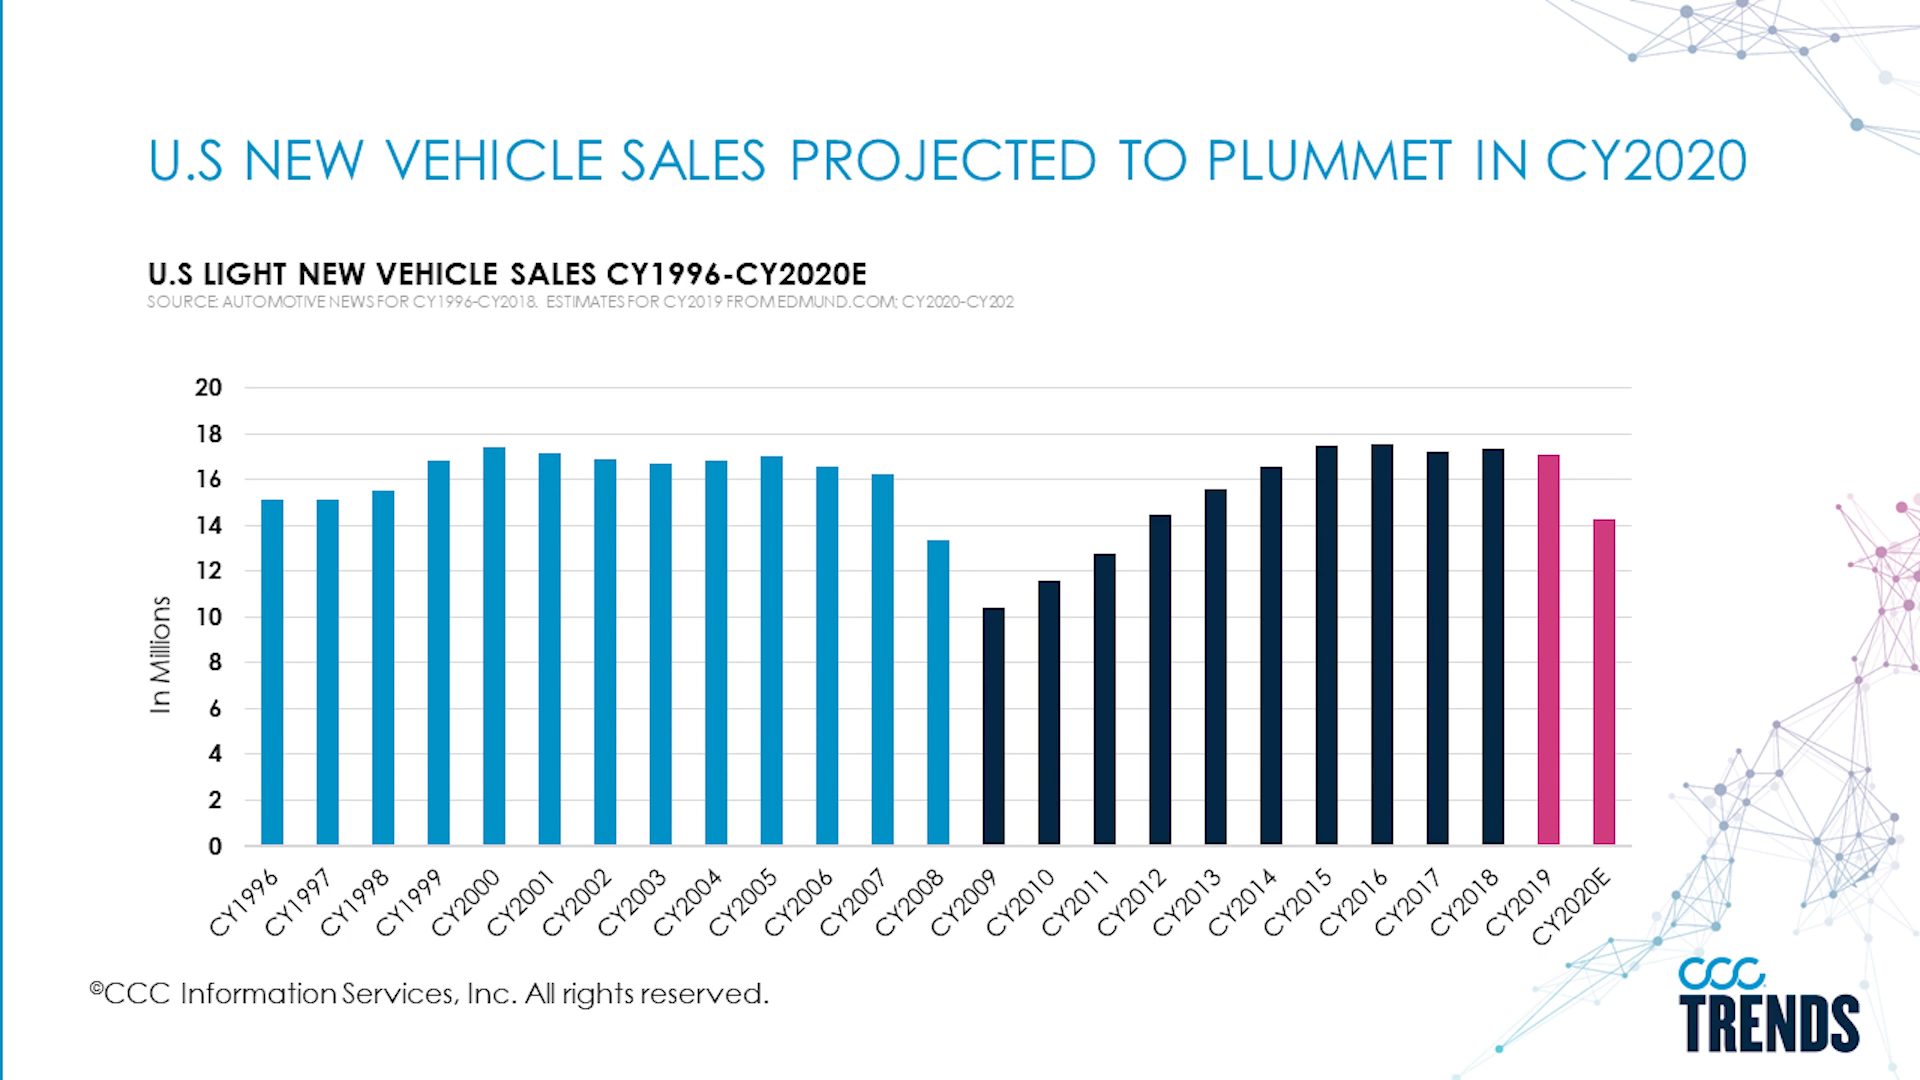 U.S NEW VEHICLE SALES PROJECTED TO PLUMMET IN CY2020
U.S LIGHT NEW VEHICLE SALES CY1996-CY2020E
SOURCE: AUTOMOTIVE NEWS FOR CY1996-CY2018. ESTIMATES FOR CY2019 FROM EDMUND.COM; CY2020-CY202
In Millions
20
18
16
14
12
10
8
6
4
2
0
CY1996 CY1997 CY1998 CY1999 CY2000 CY2001 CY2002 CY2003 CY2004 CY2005 CY2006 CY2007 CY2008 CY2009 CY2010 CY2011 CY2012 CY2013 CY2014 CY2015 CY2016 CY2017 CY2018 CY2019 CY2020E
©CCC Information Services, Inc. All rights reserved.
CCC
TRENDS